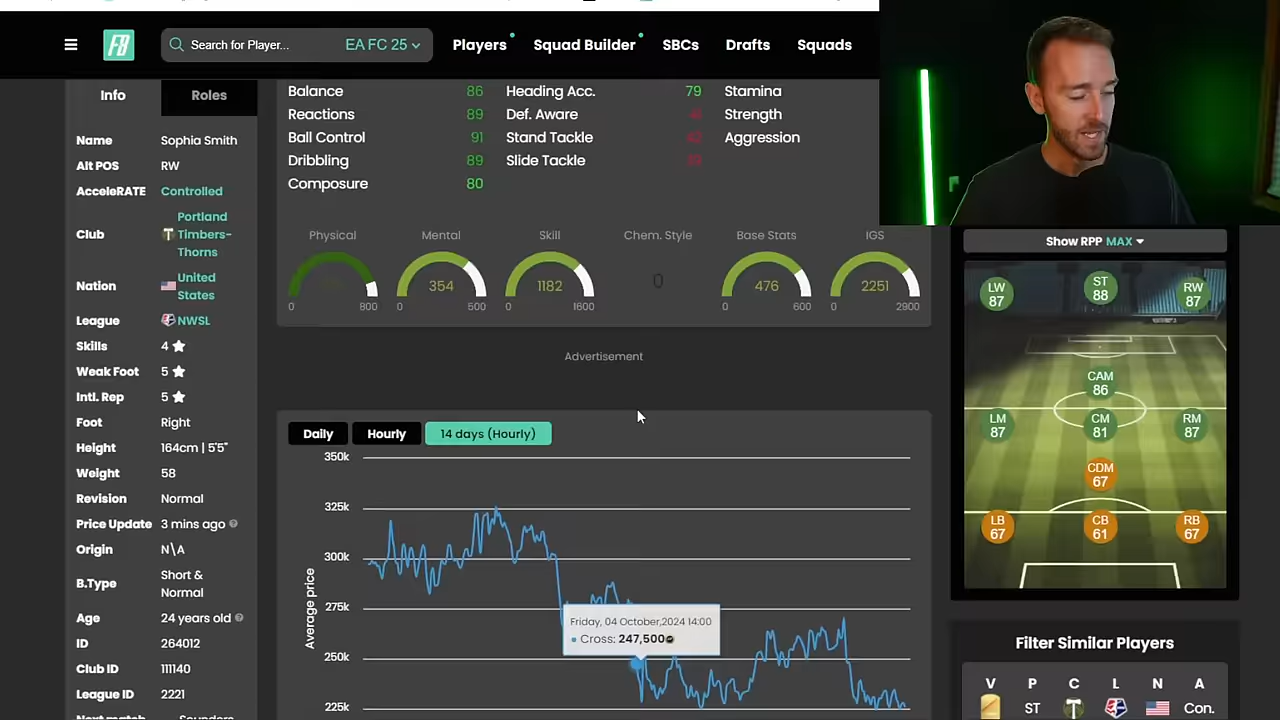 FB
Search for Player...
EA FC 25
Players
Squad Builder
SBCs
Drafts
Squads
Info
Roles
Name Sophia Smith
Alt POS RW
AcceleRATE Controlled
Club Portland
Timbers-
Thorns
Nation United
States
League NWSL
Skills 4
Weak Foot 5
Intl. Rep 5
Foot Right
Height 164cm | 5'5"
Weight 58
Revision Normal
Price Update 3 mins ago
Origin N\A
B.Type Short &
Normal
Age 24 years old
ID 264012
Club ID 111140
League ID 2221
Next match Sounders
Balance 86
Reactions 89
Ball Control 91
Dribbling 89
Composure 80
Heading Acc. 79
Def. Aware
Stand Tackle
Slide Tackle
Stamina
Strength
Aggression
Physical
0 800
Mental
354
0 500
Skill
1182
0 1600
Chem. Style
0
Base Stats
476
0 600
IGS
2251
0 2900
Advertisement
Daily
Hourly
14 days (Hourly)
350k
325k
300k
275k
250k
225k
Average price
Friday, 04 October,2024 14:00
Cross: 247,500
Show RPP MAX
LW
87
ST
88
RW
87
CAM
86
LM
87
CM
81
RM
87
CDM
67
LB
67
CB
61
RB
67
Filter Similar Players
V P C L N A
ST Con.